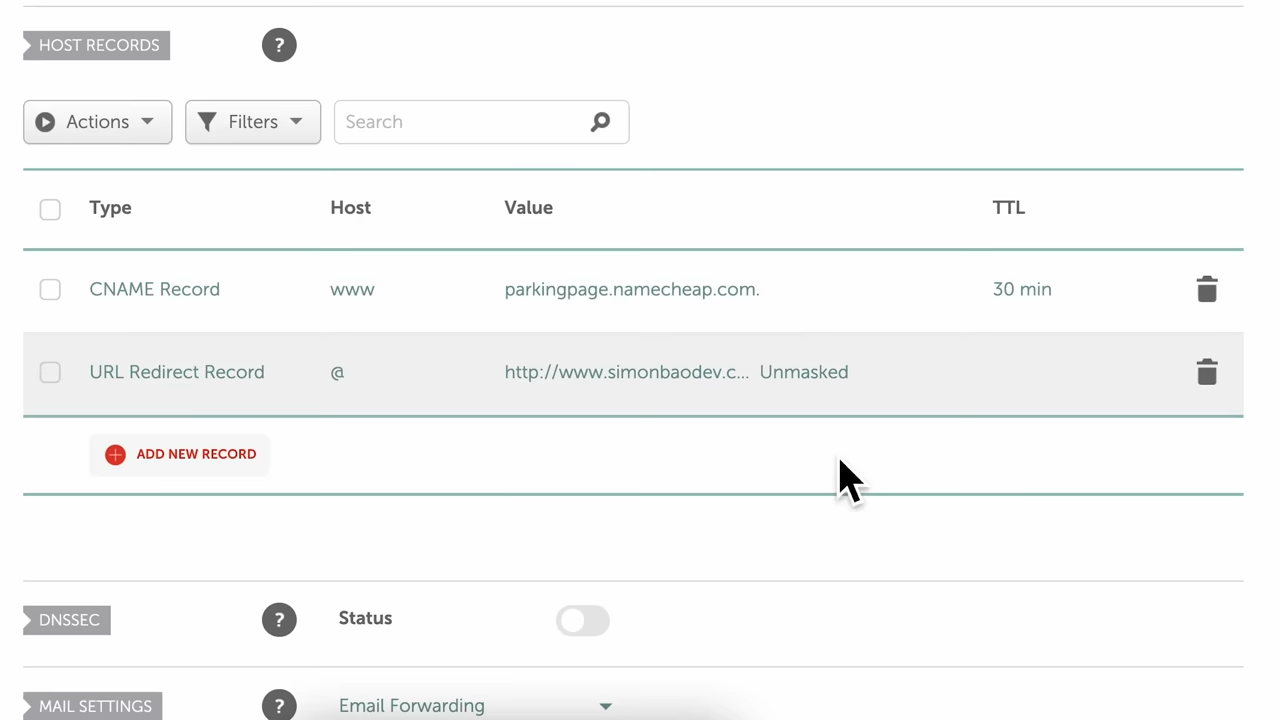 HOST RECORDS ?
Actions Filters Search
Type Host Value TTL
CNAME Record www parkingpage.namecheap.com. 30 min
URL Redirect Record @ http://www.simonbaodev.c... Unmasked
ADD NEW RECORD
DNSSEC ? Status
MAIL SETTINGS ? Email Forwarding